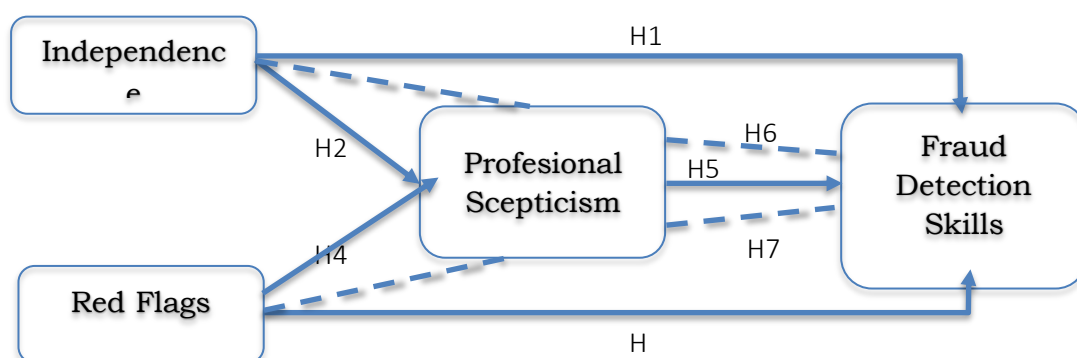 Independenc
e
H1
H2
Profesional
Scepticism
H6
H5
H7
Fraud
Detection
Skills
H4
Red Flags
H